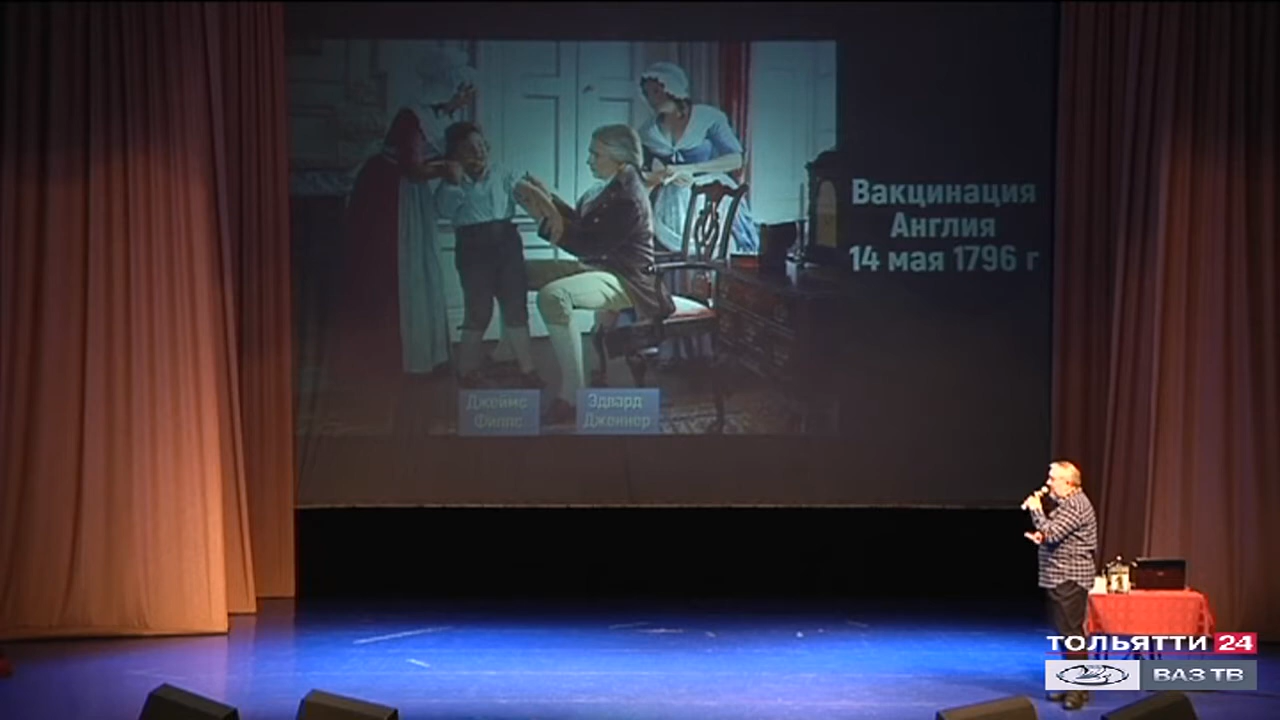 Вакцинация
Англия
14 мая 1796 г
Джеймс
Фиппс
Эдвард
Дженнер
ТОЛЬЯТТИ 24
ВАЗ ТВ